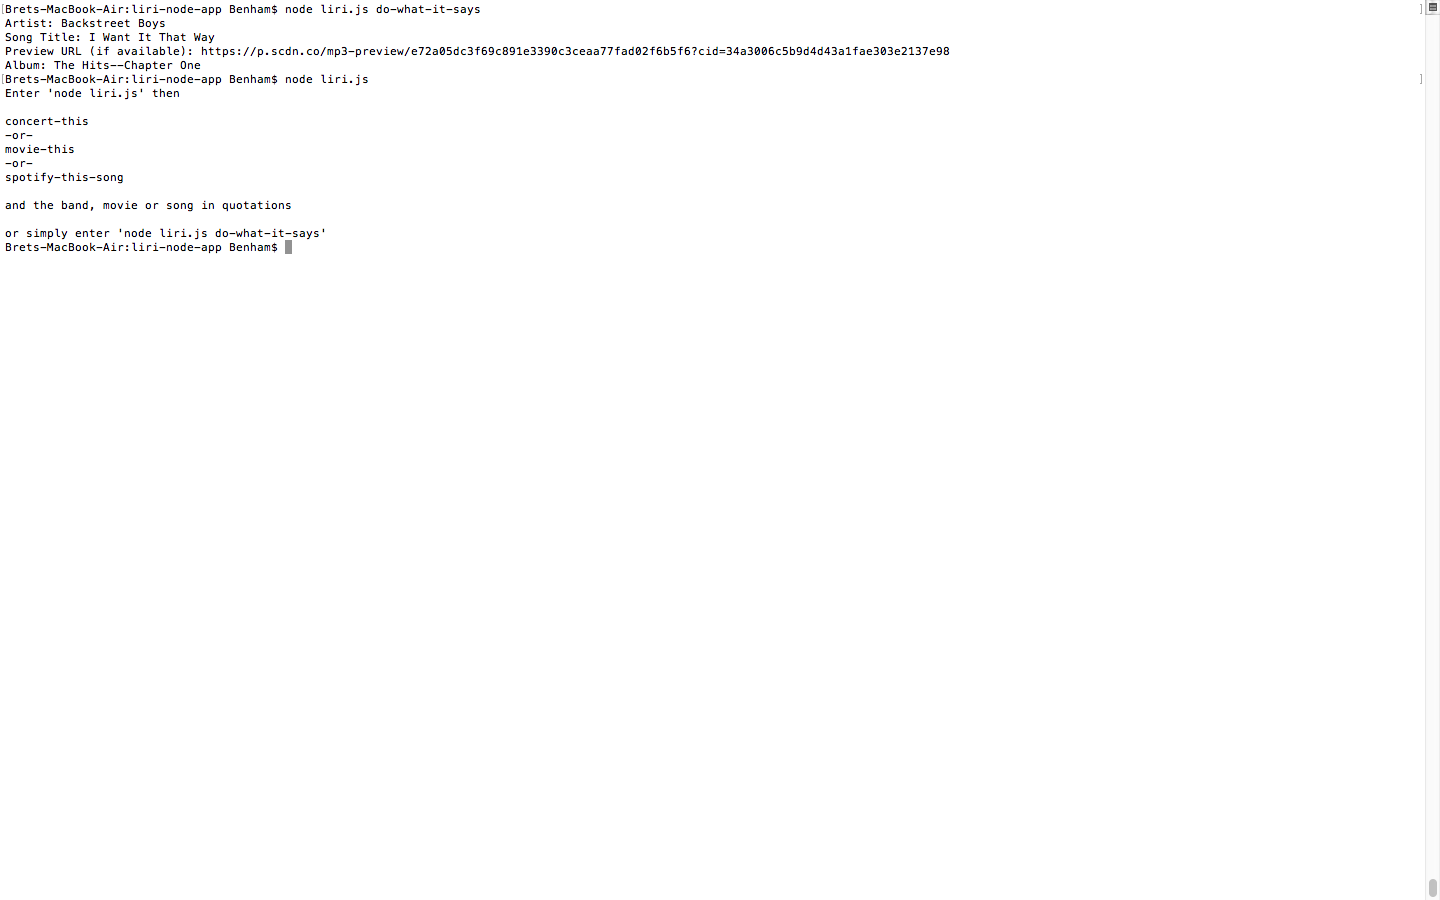 [Brets-MacBook-Air:liri-node-app Benham$ node liri.js do-what-it-says ]
Artist: Backstreet Boys
Song Title: I Want It That Way
Preview URL (if available): https://p.scdn.co/mp3-preview/e72a05dc3f69c891e3390c3ceaa77fad02f6b5f6?cid=34a3006c5b9d4d43a1fae303e2137e98
Album: The Hits--Chapter One
[Brets-MacBook-Air:liri-node-app Benham$ node liri.js ]
Enter 'node liri.js' then
concert-this
-or-
movie-this
-or-
spotify-this-song
and the band, movie or song in quotations
or simply enter 'node liri.js do-what-it-says'
Brets-MacBook-Air:liri-node-app Benham$